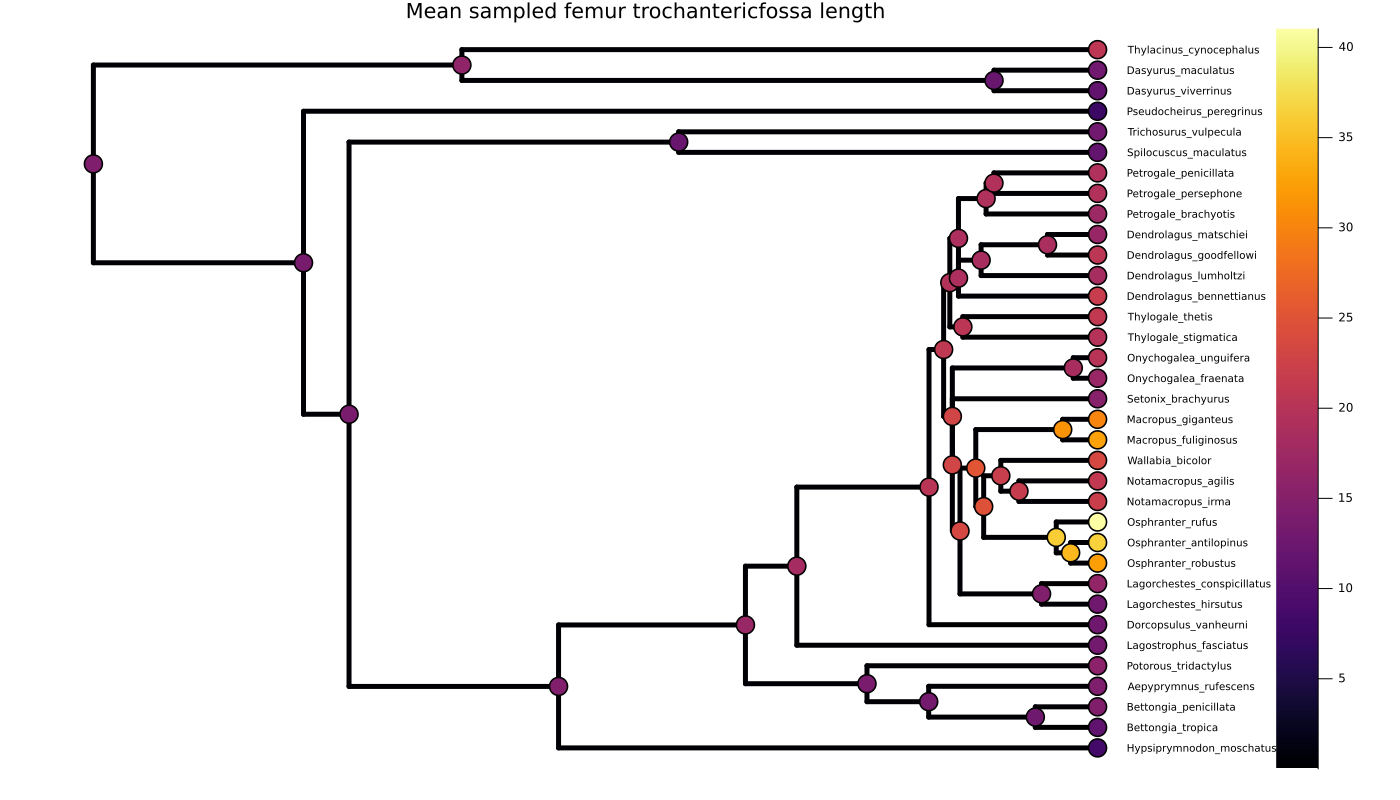 Mean sampled femur trochantericfossa length
Thylacinus_cynocephalus
Dasyurus_maculatus
Dasyurus_viverrinus
Pseudocheirus_peregrinus
Trichosurus_vulpecula
Spilocuscus_maculatus
Petrogale_penicillata
Petrogale_persephone
Petrogale_brachyotis
Dendrolagus_matschiei
Dendrolagus_goodfellowi
Dendrolagus_lumholtzi
Dendrolagus_bennettianus
Thylogale_thetis
Thylogale_stigmatica
Onychogalea_unguifera
Onychogalea_fraenata
Setonix_brachyurus
Macropus_giganteus
Macropus_fuliginosus
Wallabia_bicolor
Notamacropus_agilis
Notamacropus_irma
Osphranter_rufus
Osphranter_antilopinus
Osphranter_robustus
Lagorchestes_conspicillatus
Lagorchestes_hirsutus
Dorcopsulus_vanheurni
Lagostrophus_fasciatus
Potorous_tridactylus
Aepyprymnus_rufescens
Bettongia_penicillata
Bettongia_tropica
Hypsiprymnodon_moschatus
40
35
30
25
20
15
10
5